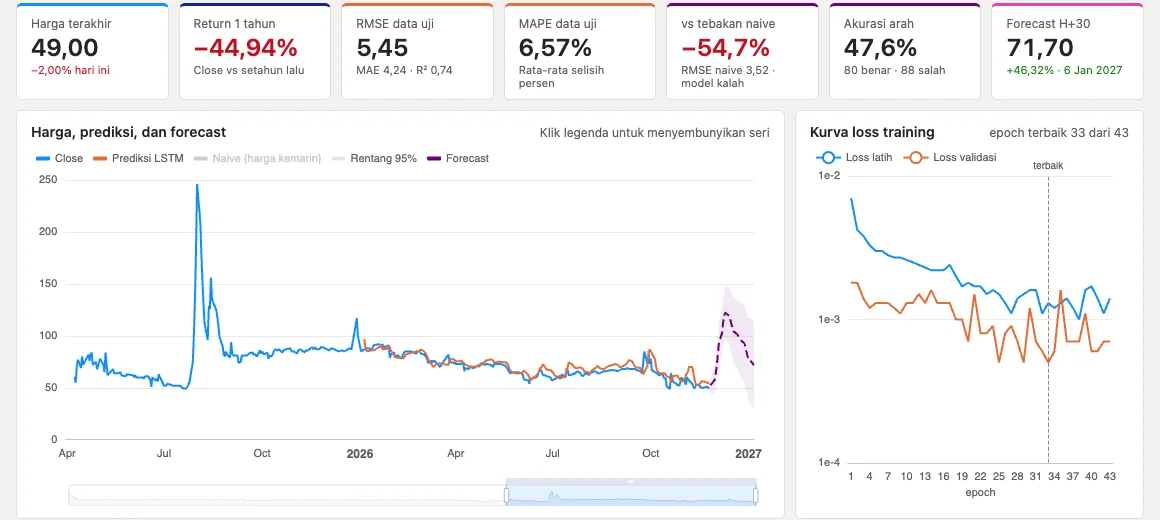 Harga terakhir
49,00
−2,00% hari ini
Return 1 tahun
−44,94%
Close vs setahun lalu
RMSE data uji
5,45
MAE 4,24 · R² 0,74
MAPE data uji
6,57%
Rata-rata selisih
persen
vs tebakan naive
−54,7%
RMSE naive 3,52 ·
model kalah
Akurasi arah
47,6%
80 benar · 88 salah
Forecast H+30
71,70
+46,32% · 6 Jan 2027
Harga, prediksi, dan forecast
Klik legenda untuk menyembunyikan seri
Close Prediksi LSTM Naive (harga kemarin) Rentang 95% Forecast
250
200
150
100
50
0
Apr Jul Oct 2026 Apr Jul Oct 2027
Kurva loss training
epoch terbaik 33 dari 43
Loss latih Loss validasi
terbaik
1e-2
1e-3
1e-4
1 4 7 10 13 16 19 22 25 28 31 34 37 40 43
epoch